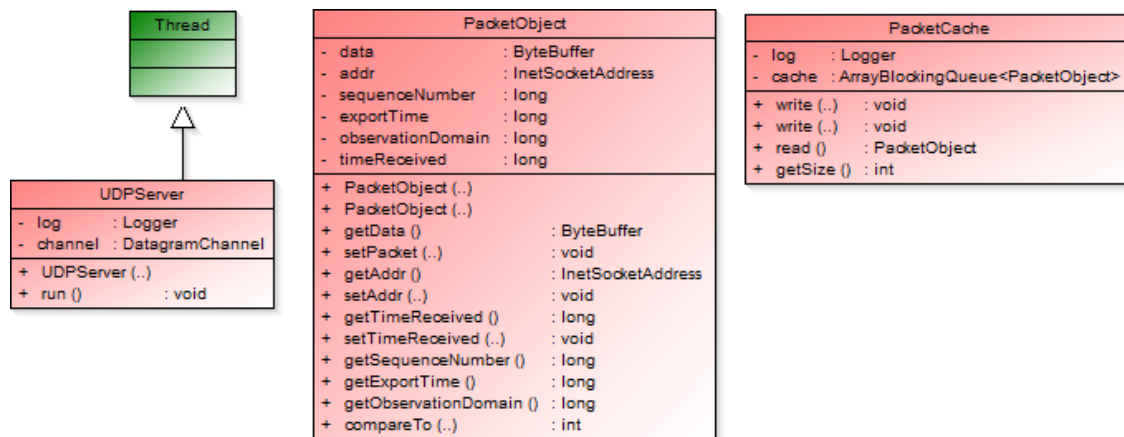 Thread
UDPServer
- log : Logger
- channel : DatagramChannel
+ UDPServer (..)
+ run () : void
PacketObject
- data : ByteBuffer
- addr : InetSocketAddress
- sequenceNumber : long
- exportTime : long
- observationDomain : long
- timeReceived : long
+ PacketObject (..)
+ PacketObject (..)
+ getData () : ByteBuffer
+ setPacket (..) : void
+ getAddr () : InetSocketAddress
+ setAddr (..) : void
+ getTimeReceived () : long
+ setTimeReceived (..) : void
+ getSequenceNumber () : long
+ getExportTime () : long
+ getObservationDomain () : long
+ compareTo (..) : int
PacketCache
- log : Logger
- cache : ArrayBlockingQueue<PacketObject>
+ write (..) : void
+ write (..) : void
+ read () : PacketObject
+ getSize () : int